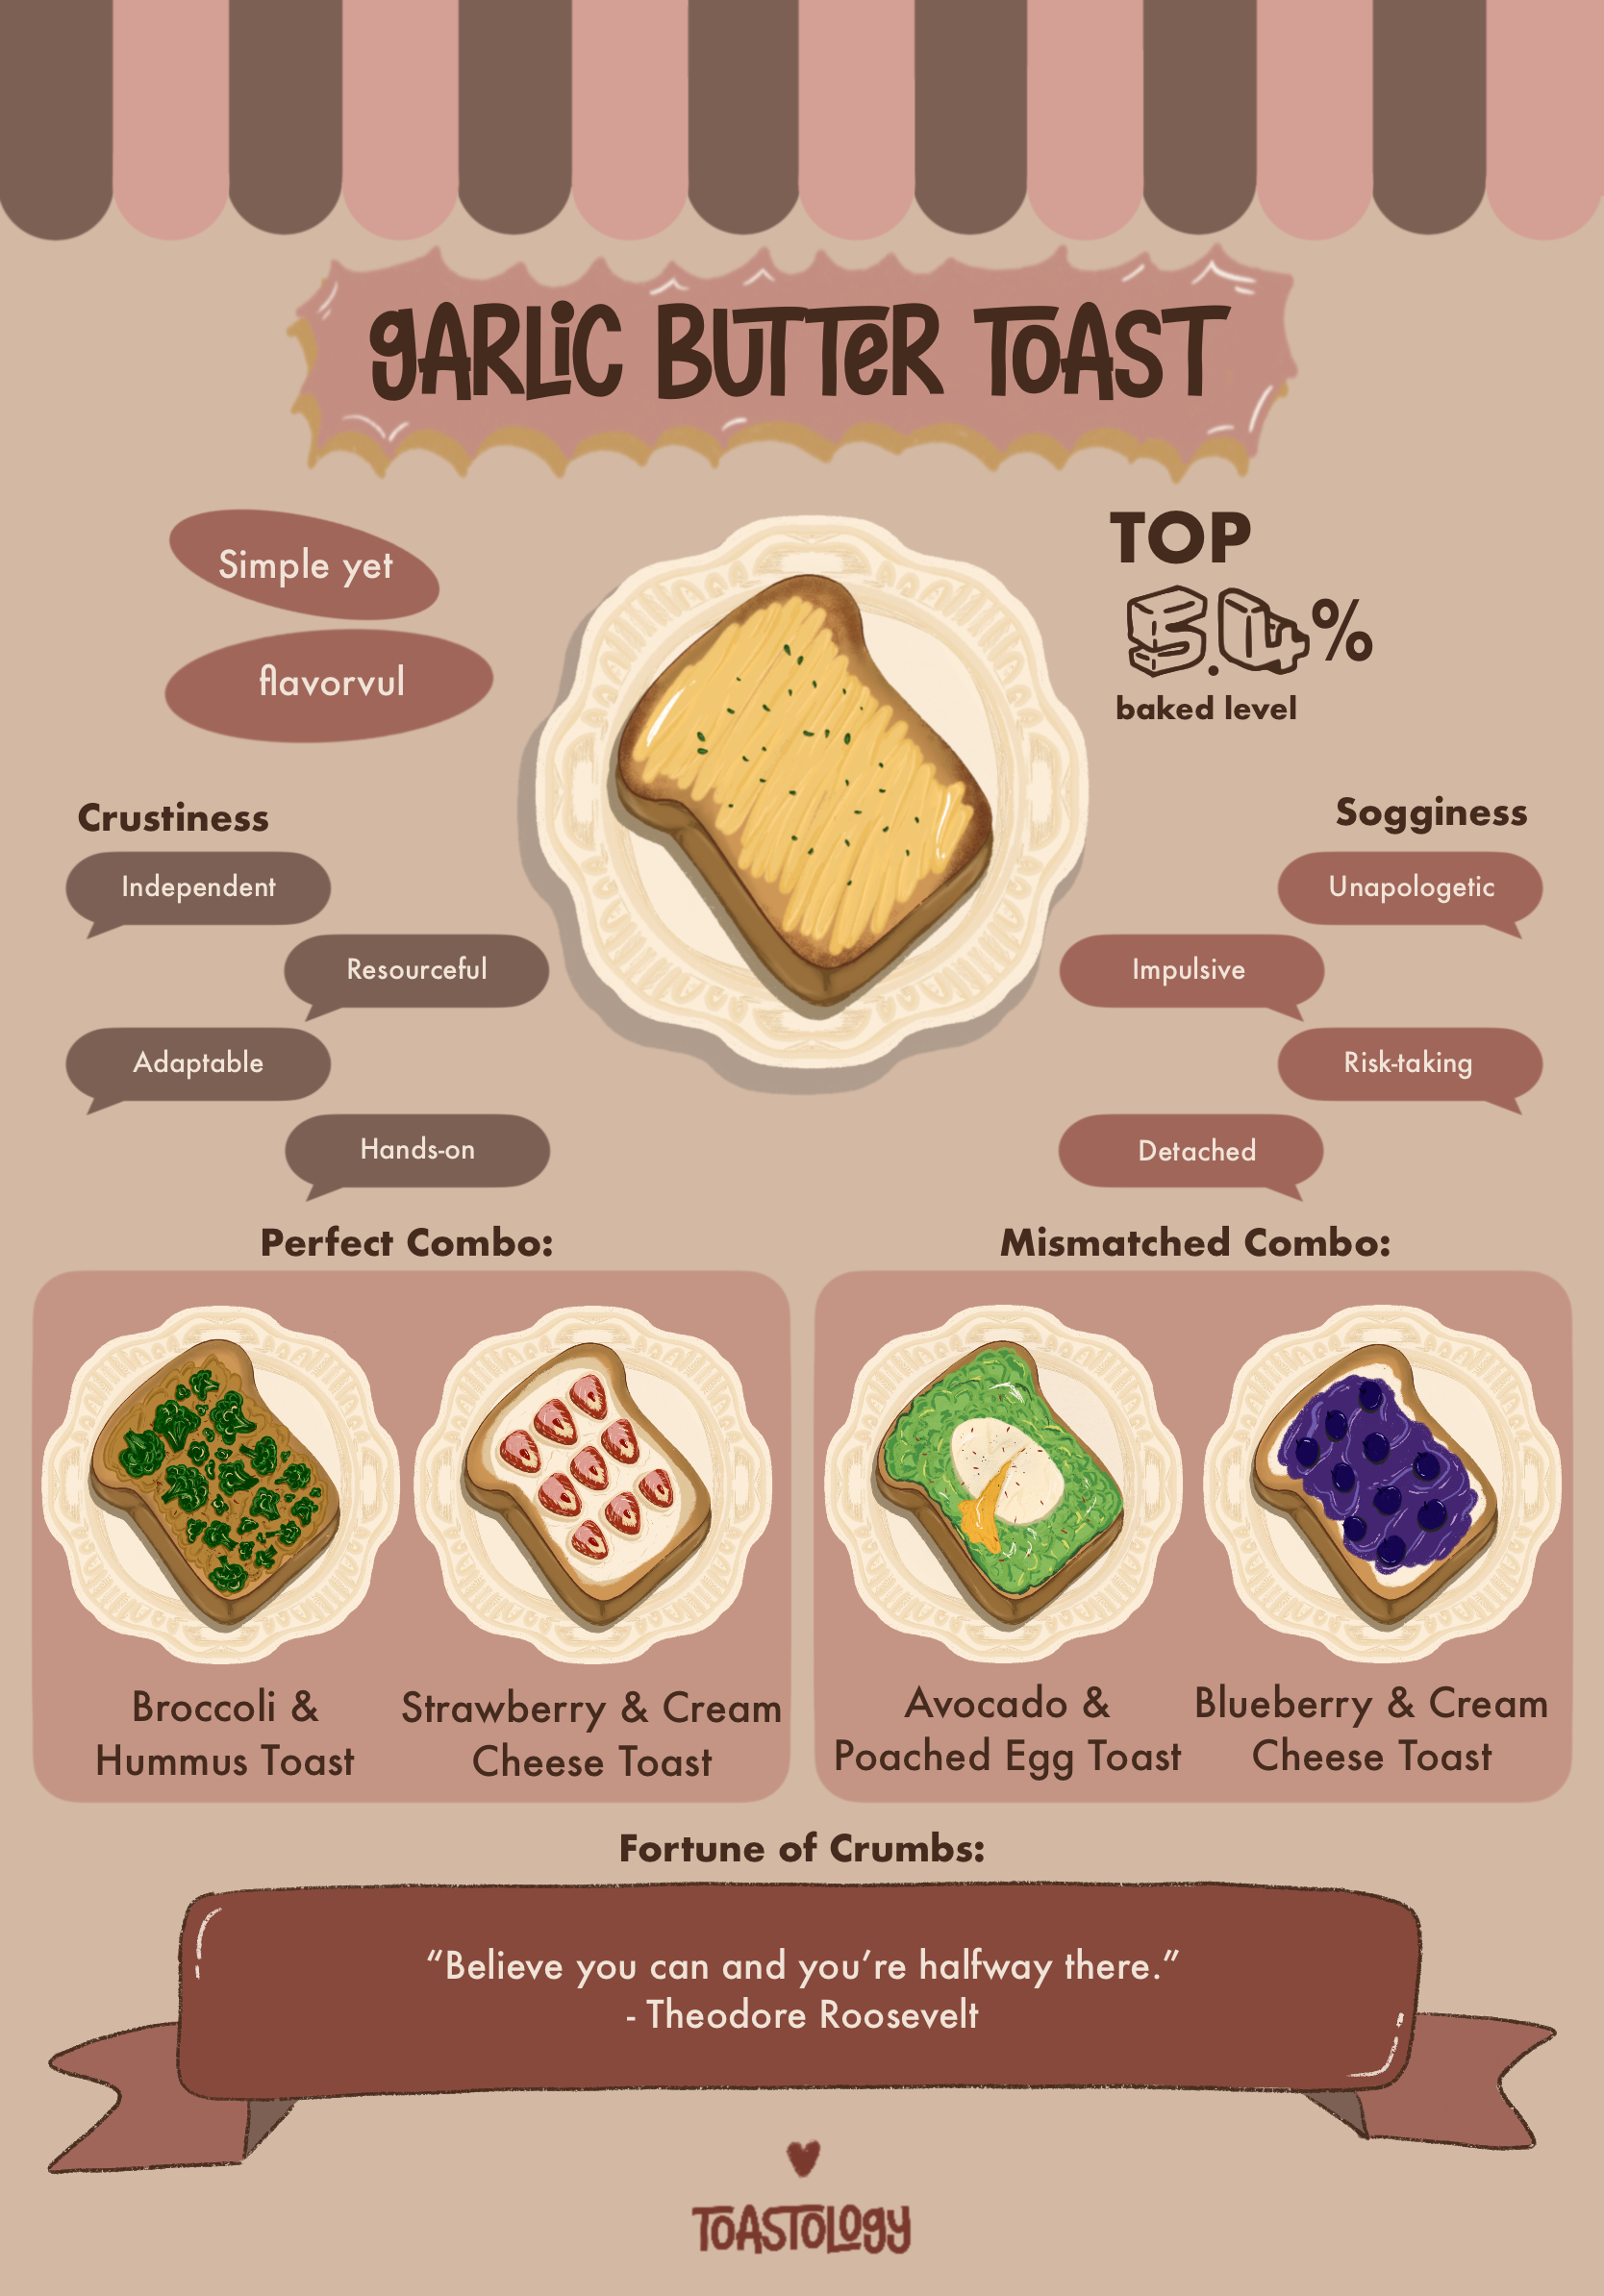 gARLiC BUTTeR ToAST
Simple yet
flavorvul
TOP
5.4%
baked level
Crustiness
Independent
Resourceful
Adaptable
Hands-on
Sogginess
Unapologetic
Impulsive
Risk-taking
Detached
Perfect Combo:
Broccoli &
Hummus Toast
Strawberry & Cream
Cheese Toast
Mismatched Combo:
Avocado &
Poached Egg Toast
Blueberry & Cream
Cheese Toast
Fortune of Crumbs:
“Believe you can and you’re halfway there.”
- Theodore Roosevelt
ToASTOLOgy